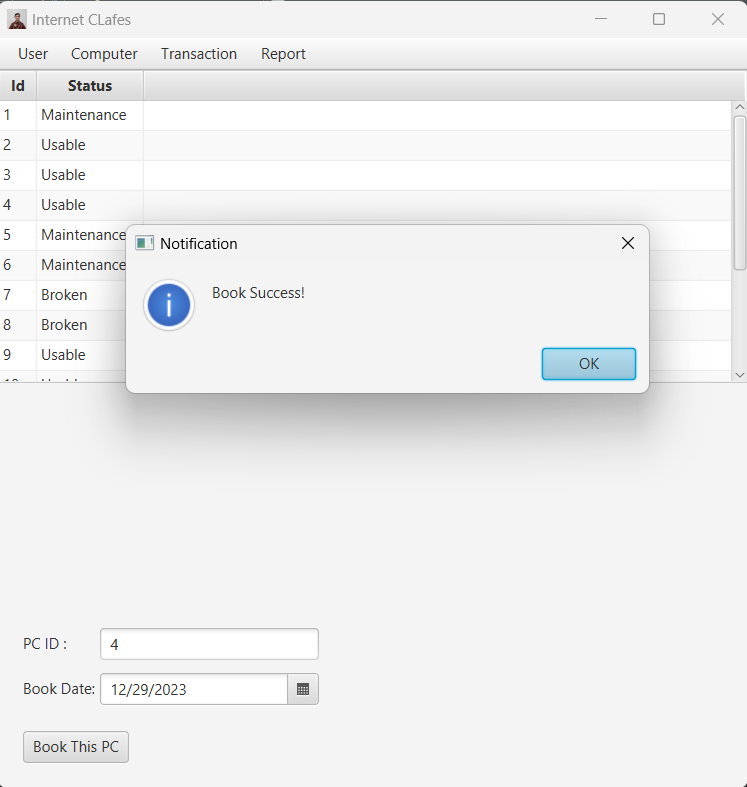 Internet CLafes
User Computer Transaction Report
Id Status
1 Maintenance
2 Usable
3 Usable
4 Usable
5 Maintenance
6 Maintenance
7 Broken
8 Broken
9 Usable
Notification
Book Success!
OK
PC ID : 4
Book Date: 12/29/2023
Book This PC